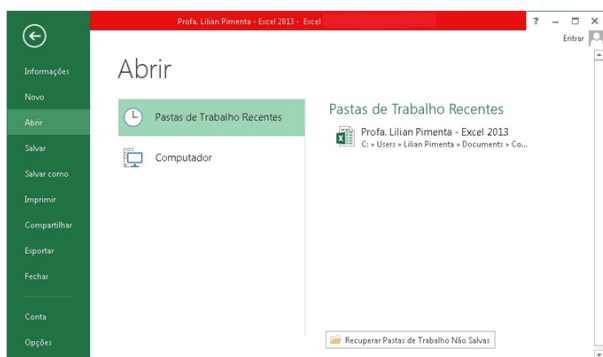 Profa. Lilian Pimenta - Excel 2013 - Excel
?
Entrar
Informações
Novo
Abrir
Salvar
Salvar como
Imprimir
Compartilhar
Exportar
Fechar
Conta
Opções
Abrir
Pastas de Trabalho Recentes
Computador
Pastas de Trabalho Recentes
Profa. Lilian Pimenta - Excel 2013
C: » Users » Lilian Pimenta » Documents » Co...
Recuperar Pastas de Trabalho Não Salvas